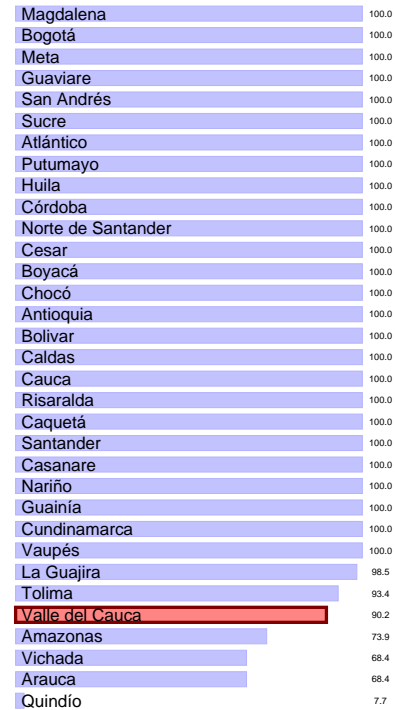 Magdalena 100.0
Bogotá 100.0
Meta 100.0
Guaviare 100.0
San Andrés 100.0
Sucre 100.0
Atlántico 100.0
Putumayo 100.0
Huila 100.0
Córdoba 100.0
Norte de Santander 100.0
Cesar 100.0
Boyacá 100.0
Chocó 100.0
Antioquia 100.0
Bolivar 100.0
Caldas 100.0
Cauca 100.0
Risaralda 100.0
Caquetá 100.0
Santander 100.0
Casanare 100.0
Nariño 100.0
Guainía 100.0
Cundinamarca 100.0
Vaupés 100.0
La Guajira 98.5
Tolima 93.4
Valle del Cauca 90.2
Amazonas 73.9
Vichada 68.4
Arauca 68.4
Quindío 7.7